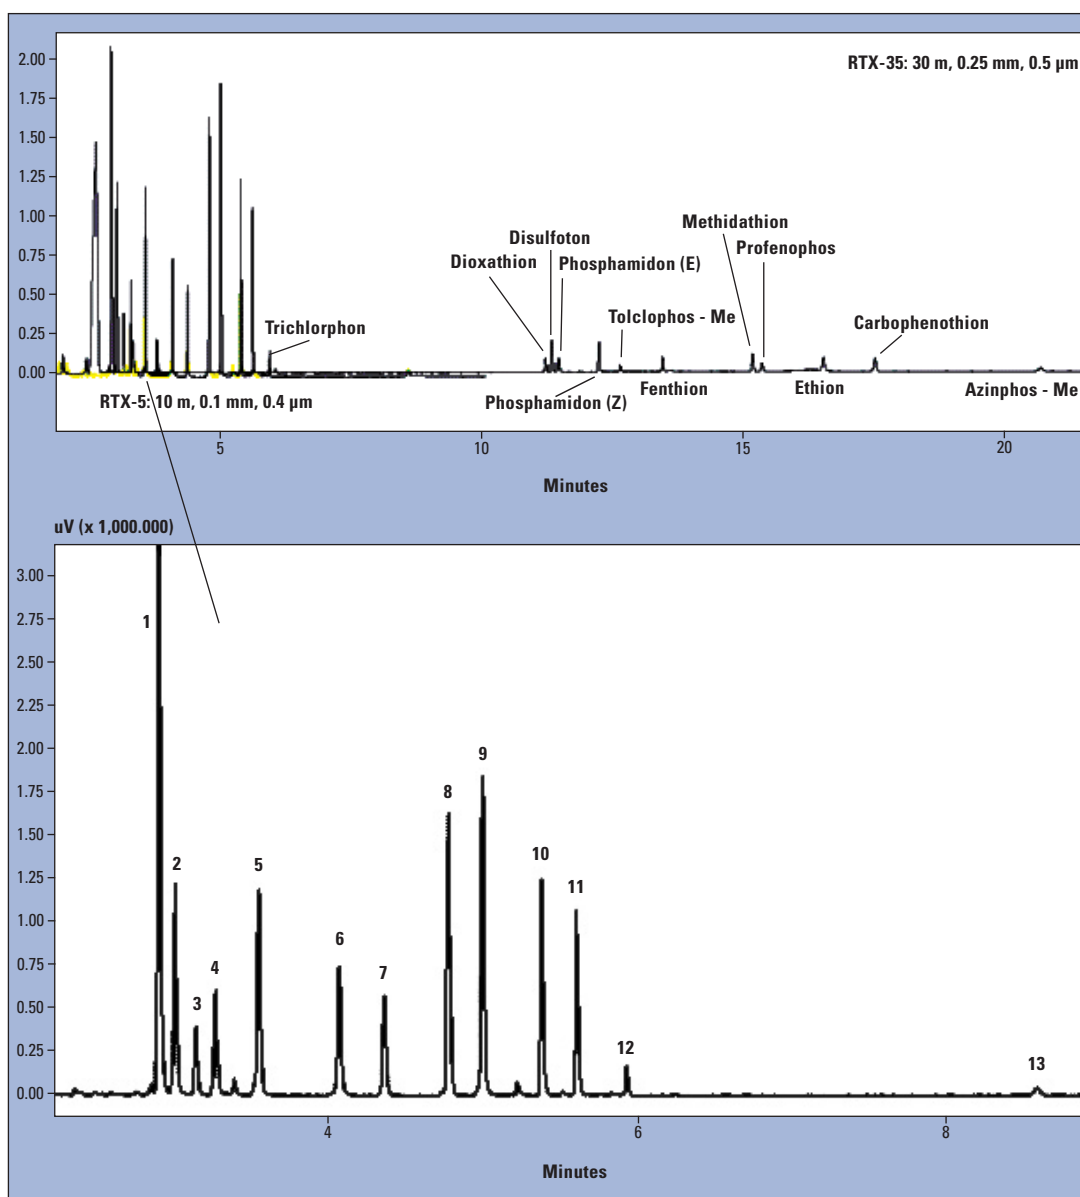 2.00
RTX-35: 30 m, 0.25 mm, 0.5 µm
1.75
1.50
1.25
1.00
Methidathion
Disulfoton
Profenophos
0.75
Dioxathion
Phosphamidon (E)
0.50
Tolclophos - Me
Carbophenothion
0.25
Trichlorphon
0.00
Fenthion
Ethion
Azinphos - Me
RTX-5: 10 m, 0.1 mm, 0.4 µm
Phosphamidon (Z)
5 10 15 20
Minutes
uV (x 1,000.000)
3.00
2.75
1
2.50
2.25
2.00
9
1.75
8
1.50
10
1.25
2
5
11
1.00
6
0.75
4
7
0.50
3
0.25
12
13
0.00
4 6 8
Minutes